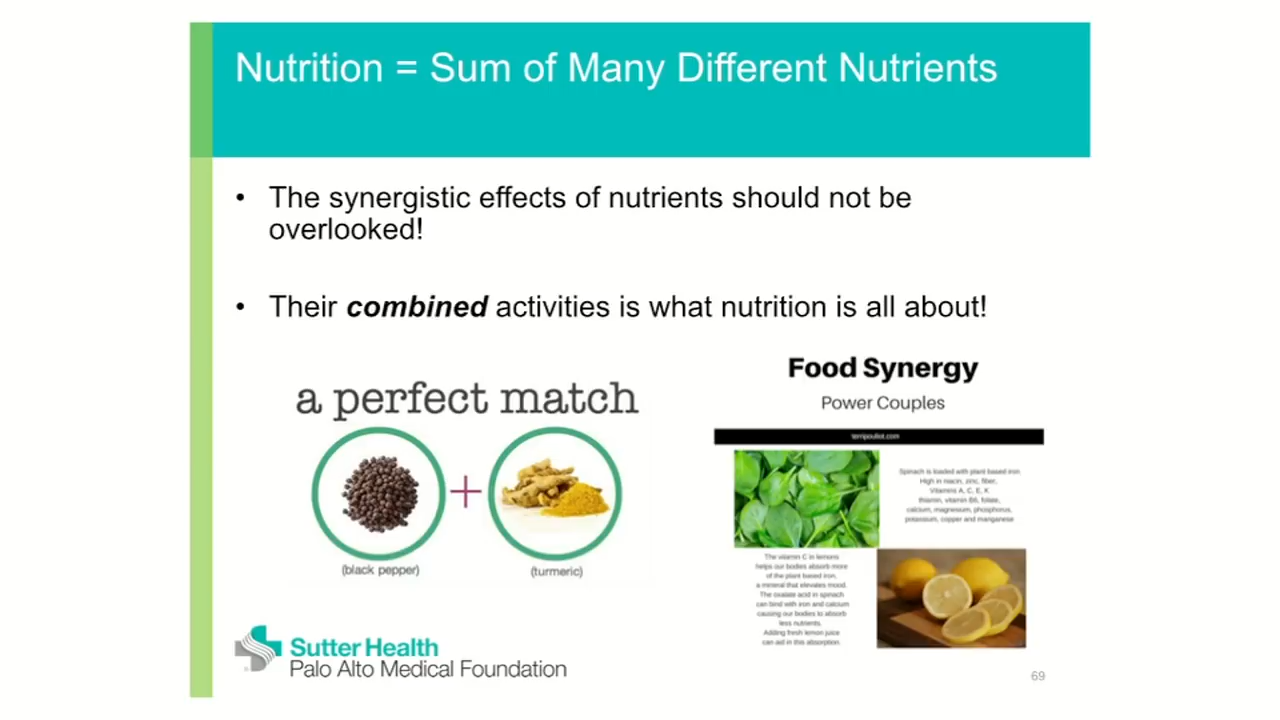 Nutrition = Sum of Many Different Nutrients
• The synergistic effects of nutrients should not be
overlooked!
• Their combined activities is what nutrition is all about!
a perfect match
+
(black pepper)
(turmeric)
Food Synergy
Power Couples
terripouliot.com
Spinach is loaded with plant based iron
High in niacin, zinc, fiber,
Vitamins A, C, E, K
thiamin, vitamin B6, folate,
calcium, magnesium, phosphorus,
potassium, copper and manganese
The vitamin C in lemons
helps our bodies absorb more
of the plant based iron,
a mineral that elevates mood.
The oxalate acid in spinach
can bind with iron and calcium
causing our bodies to absorb
less nutrients.
Adding fresh lemon juice
can aid in this absorption.
Sutter Health
Palo Alto Medical Foundation
69